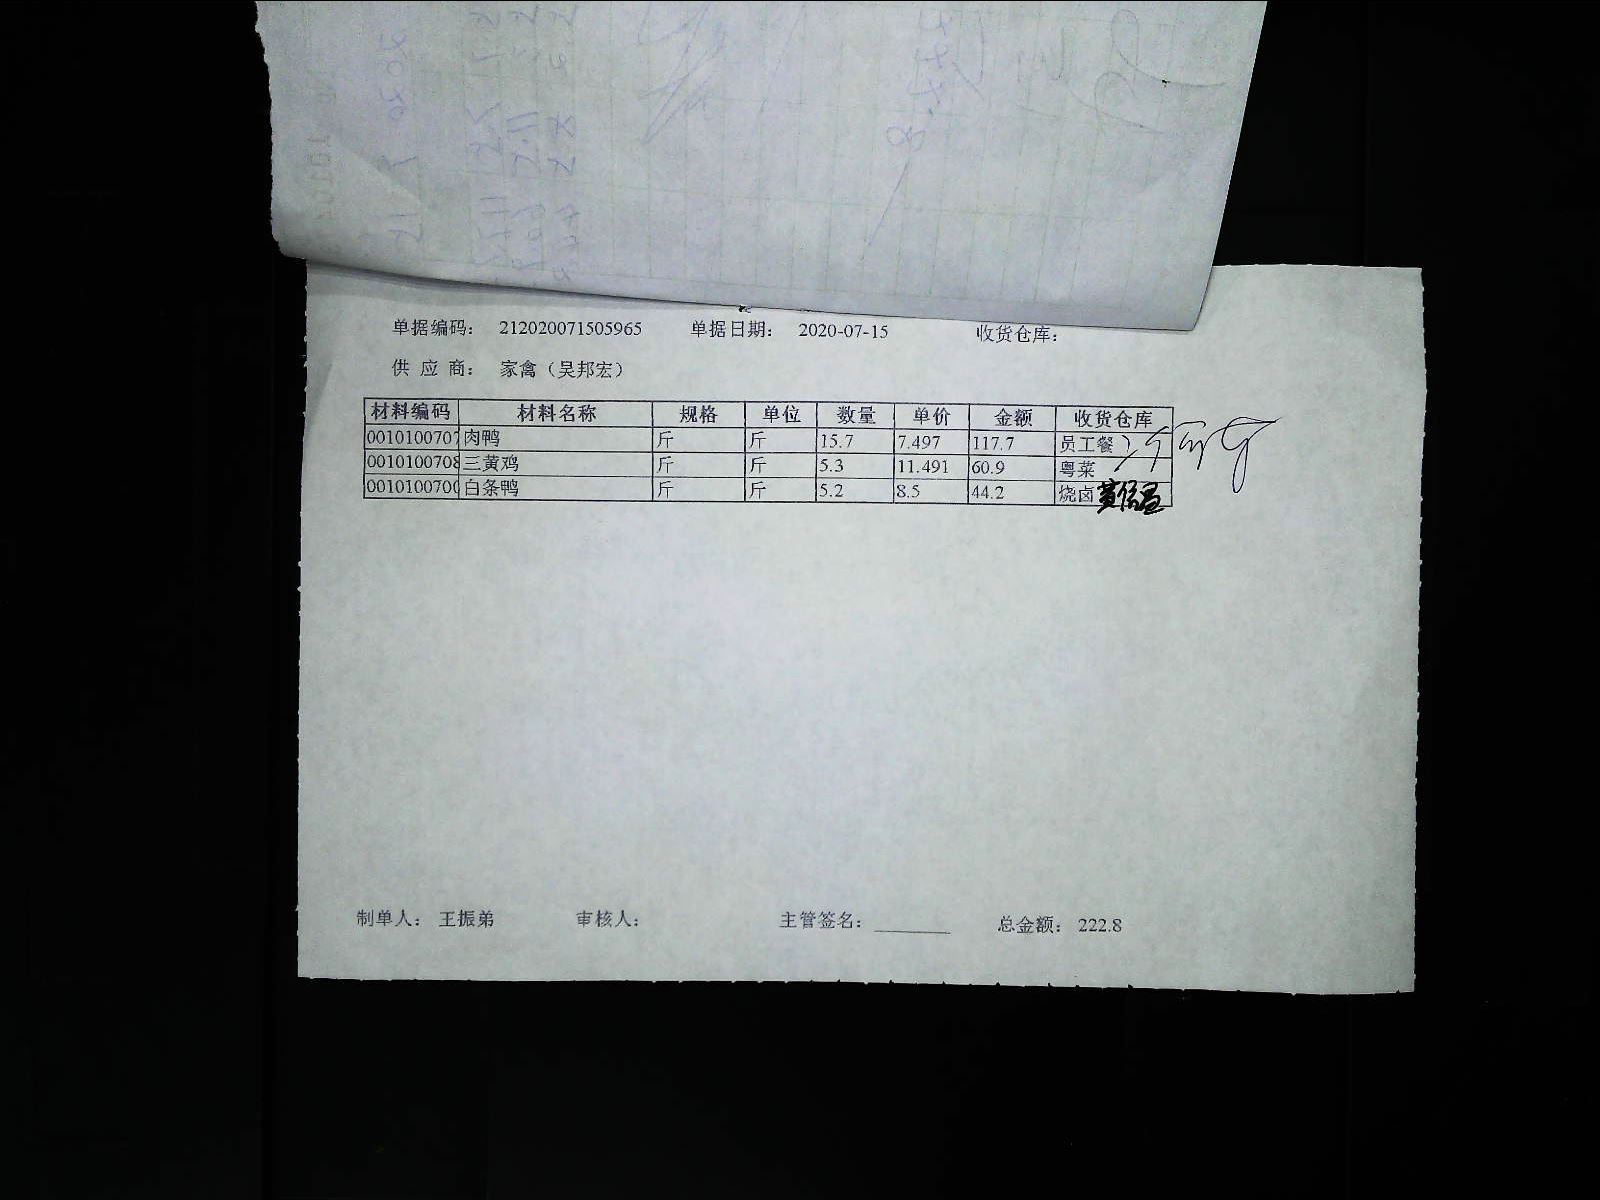 单据编码： 212020071505965 单据日期： 2020-07-15 收货仓库：
供 应 商： 家禽（吴邦宏）
材料编码 材料名称 规格 单位 数量 单价 金额 收货仓库
0010100707 肉鸭 斤 斤 15.7 7.497 117.7 员工餐
0010100708 三黄鸡 斤 斤 5.3 11.491 60.9 粤菜
001010070 白条鸭 斤 斤 5.2 8.5 44.2 烧卤
制单人： 王振弟 审核人： 主管签名： 总金额： 222.8